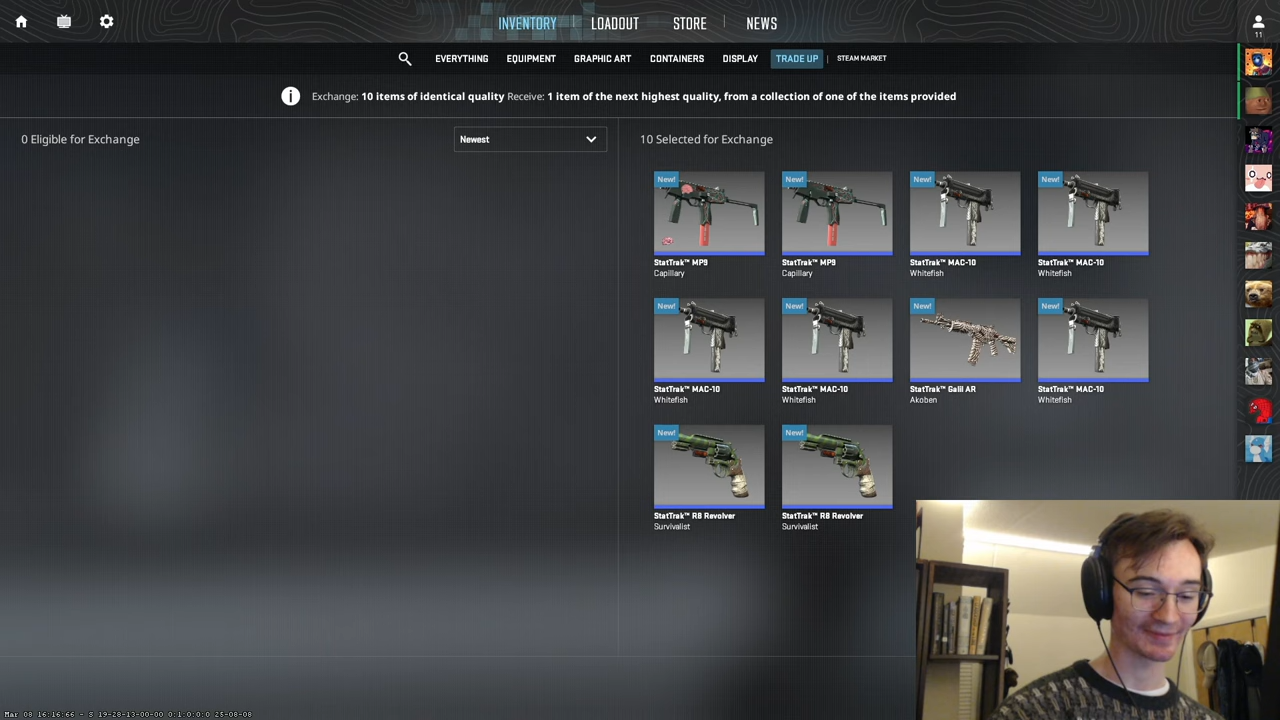 INVENTORY
LOADOUT
STORE
NEWS
11
EVERYTHING
EQUIPMENT
GRAPHIC ART
CONTAINERS
DISPLAY
TRADE UP
STEAM MARKET
Exchange: 10 items of identical quality Receive: 1 item of the next highest quality, from a collection of one of the items provided
0 Eligible for Exchange
Newest
10 Selected for Exchange
New!
StatTrak™ MP9
Capillary
New!
StatTrak™ MP9
Capillary
New!
StatTrak™ MAC-10
Whitefish
New!
StatTrak™ MAC-10
Whitefish
New!
StatTrak™ MAC-10
Whitefish
New!
StatTrak™ MAC-10
Whitefish
New!
StatTrak™ Galil AR
Akoben
New!
StatTrak™ MAC-10
Whitefish
New!
StatTrak™ R8 Revolver
Survivalist
New!
StatTrak™ R8 Revolver
Survivalist